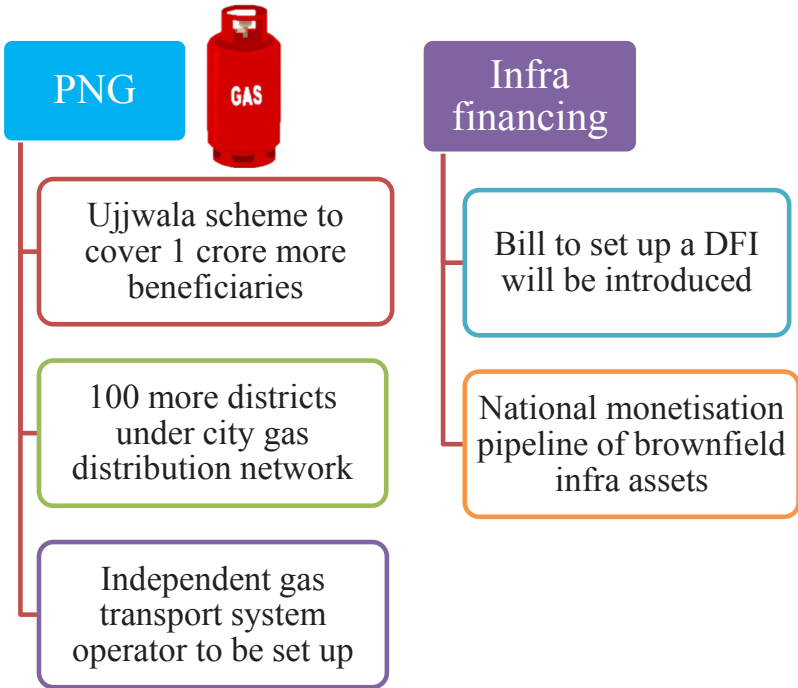 PNG
GAS
Ujjwala scheme to
cover 1 crore more
beneficiaries
100 more districts
under city gas
distribution network
Independent gas
transport system
operator to be set up
Infra
financing
Bill to set up a DFI
will be introduced
National monetisation
pipeline of brownfield
infra assets